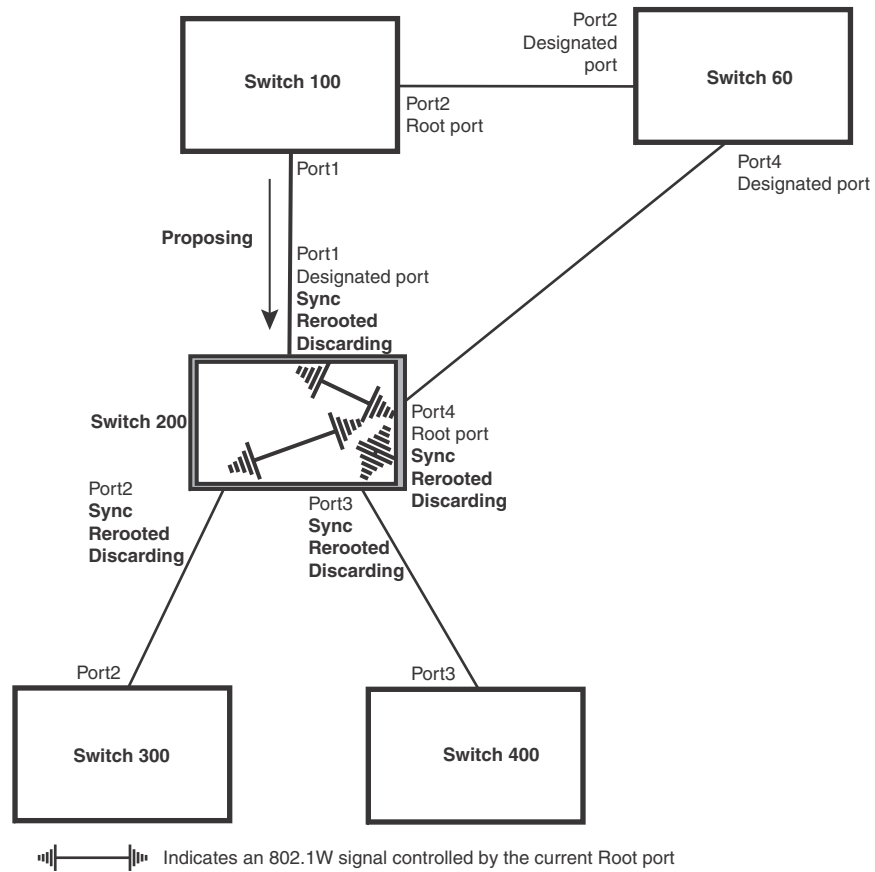 Switch 100
Port2
Designated
port
Switch 60
Port2
Root port
Port1
Port4
Designated port
Proposing
Port1
Designated port
Sync
Rerooted
Discarding
Switch 200
Port4
Root port
Sync
Rerooted
Discarding
Port2
Sync
Rerooted
Discarding
Port3
Sync
Rerooted
Discarding
Port2
Port3
Switch 300
Switch 400
Indicates an 802.1W signal controlled by the current Root port